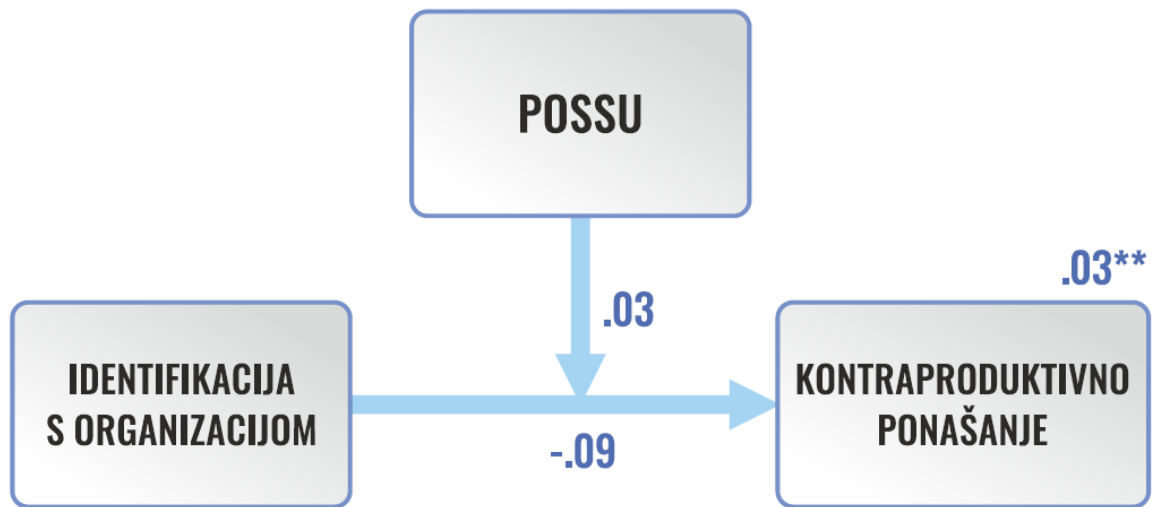 POSSU
.03**
.03
IDENTIFIKACIJA
S ORGANIZACIJOM
KONTRAPRODUKTIVNO
PONAŠANJE
-.09